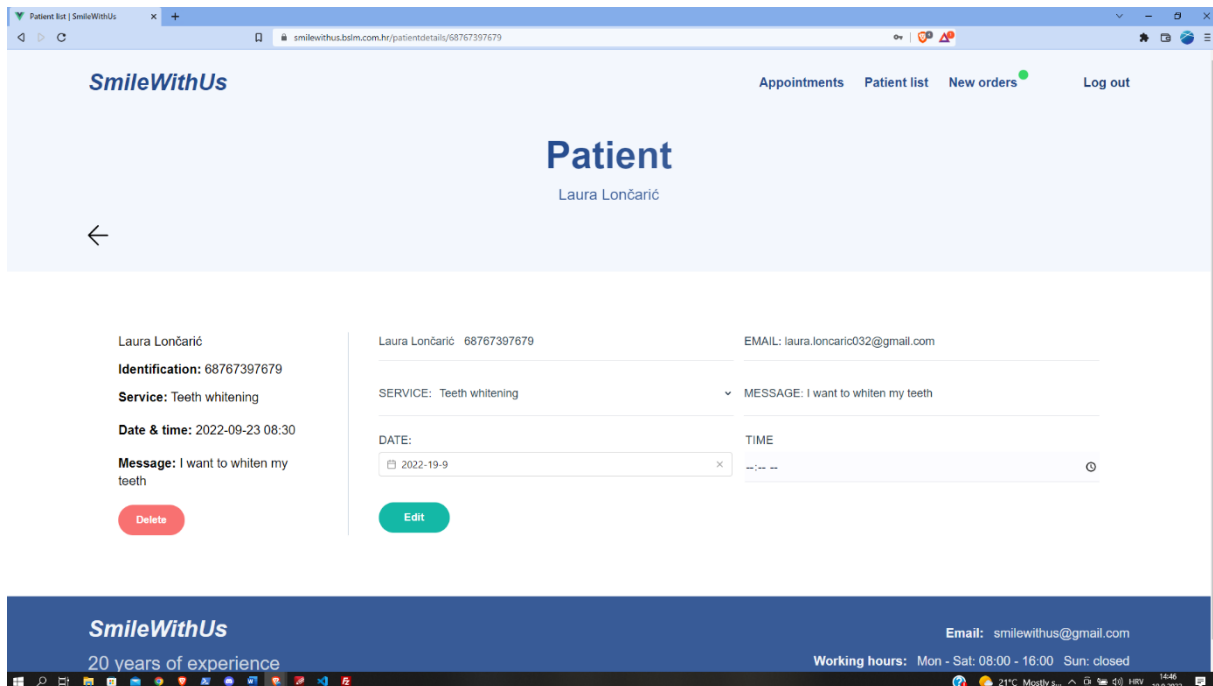 Patient list | SmileWithUs
smilewithus.bslm.com.hr/patientdetails/68767397679
SmileWithUs
Appointments Patient list New orders Log out
Patient
Laura Lončarić
Laura Lončarić
Identification: 68767397679
Service: Teeth whitening
Date & time: 2022-09-23 08:30
Message: I want to whiten my
teeth
Delete
Laura Lončarić 68767397679
EMAIL: laura.loncaric032@gmail.com
SERVICE: Teeth whitening
MESSAGE: I want to whiten my teeth
DATE:
TIME
2022-19-9
--:-- --
Edit
SmileWithUs
20 years of experience
Email: smilewithus@gmail.com
Working hours: Mon - Sat: 08:00 - 16:00 Sun: closed
21°C Mostly s... HRV 14:46